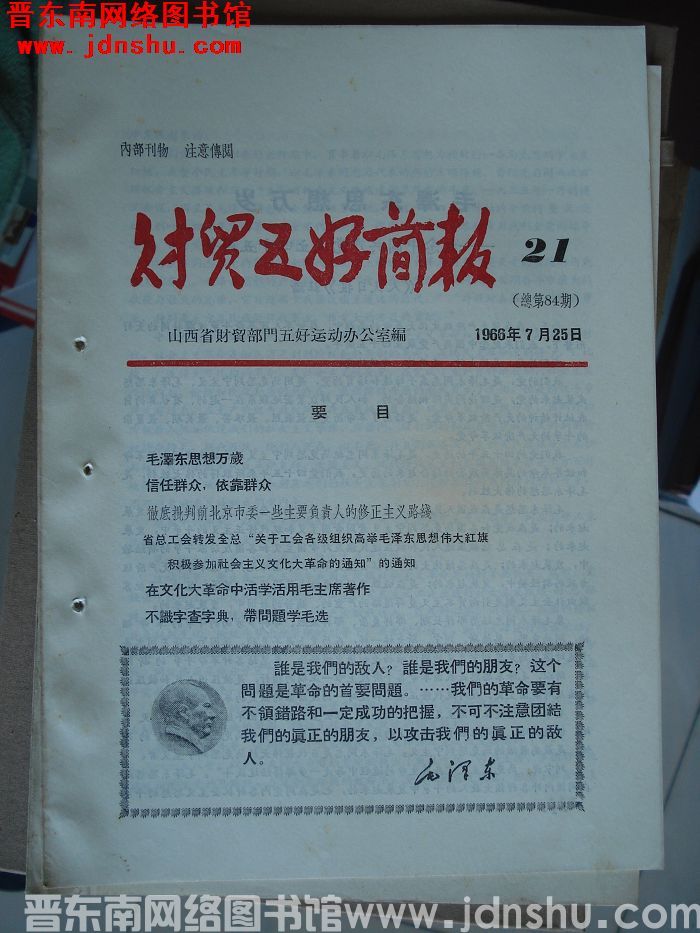 晋东南网络图书馆
www.jdnshu.com
內部刊物 注意傳閱
财贸五好简报 21
（總第84期）
山西省財貿部門五好运动办公室編 1966年7月25日
要 目
毛澤东思想万歲
信任群众，依靠群众
徹底批判前北京市委一些主要負責人的修正主义路綫
省总工会转发全总“关于工会各级组织高举毛泽东思想伟大紅旗
积极参加社会主义文化大革命的通知”的通知
在文化大革命中活学活用毛主席著作
不識字查字典，帶問題学毛选
誰是我們的敌人？誰是我們的朋友？这个
問題是革命的首要問題。……我們的革命要有
不領錯路和一定成功的把握，不可不注意团結
我們的眞正的朋友，以攻击我們的眞正的敌
人。
毛泽东
晋东南网络图书馆www.jdnshu.com